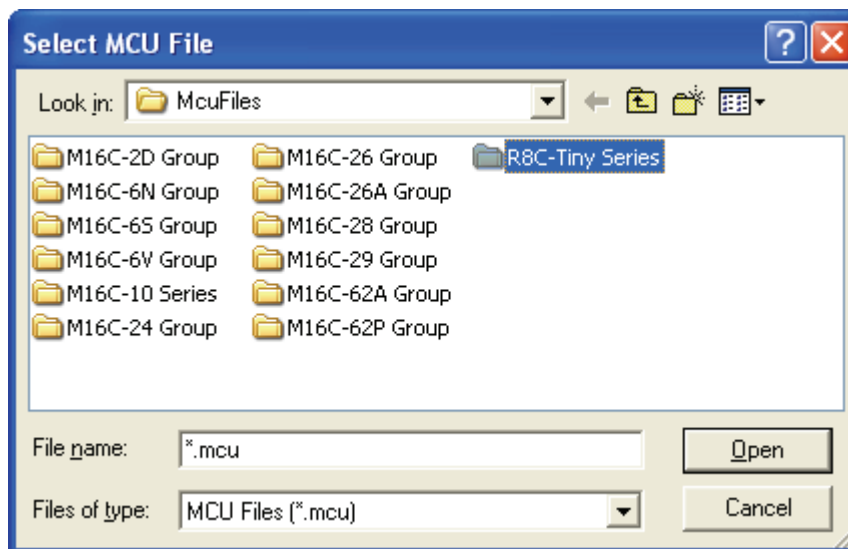 Select MCU File
Look in: McuFiles
M16C-2D Group
M16C-6N Group
M16C-6S Group
M16C-6V Group
M16C-10 Series
M16C-24 Group
M16C-26 Group
M16C-26A Group
M16C-28 Group
M16C-29 Group
M16C-62A Group
M16C-62P Group
R8C-Tiny Series
File name: *.mcu
Open
Files of type: MCU Files (*.mcu)
Cancel